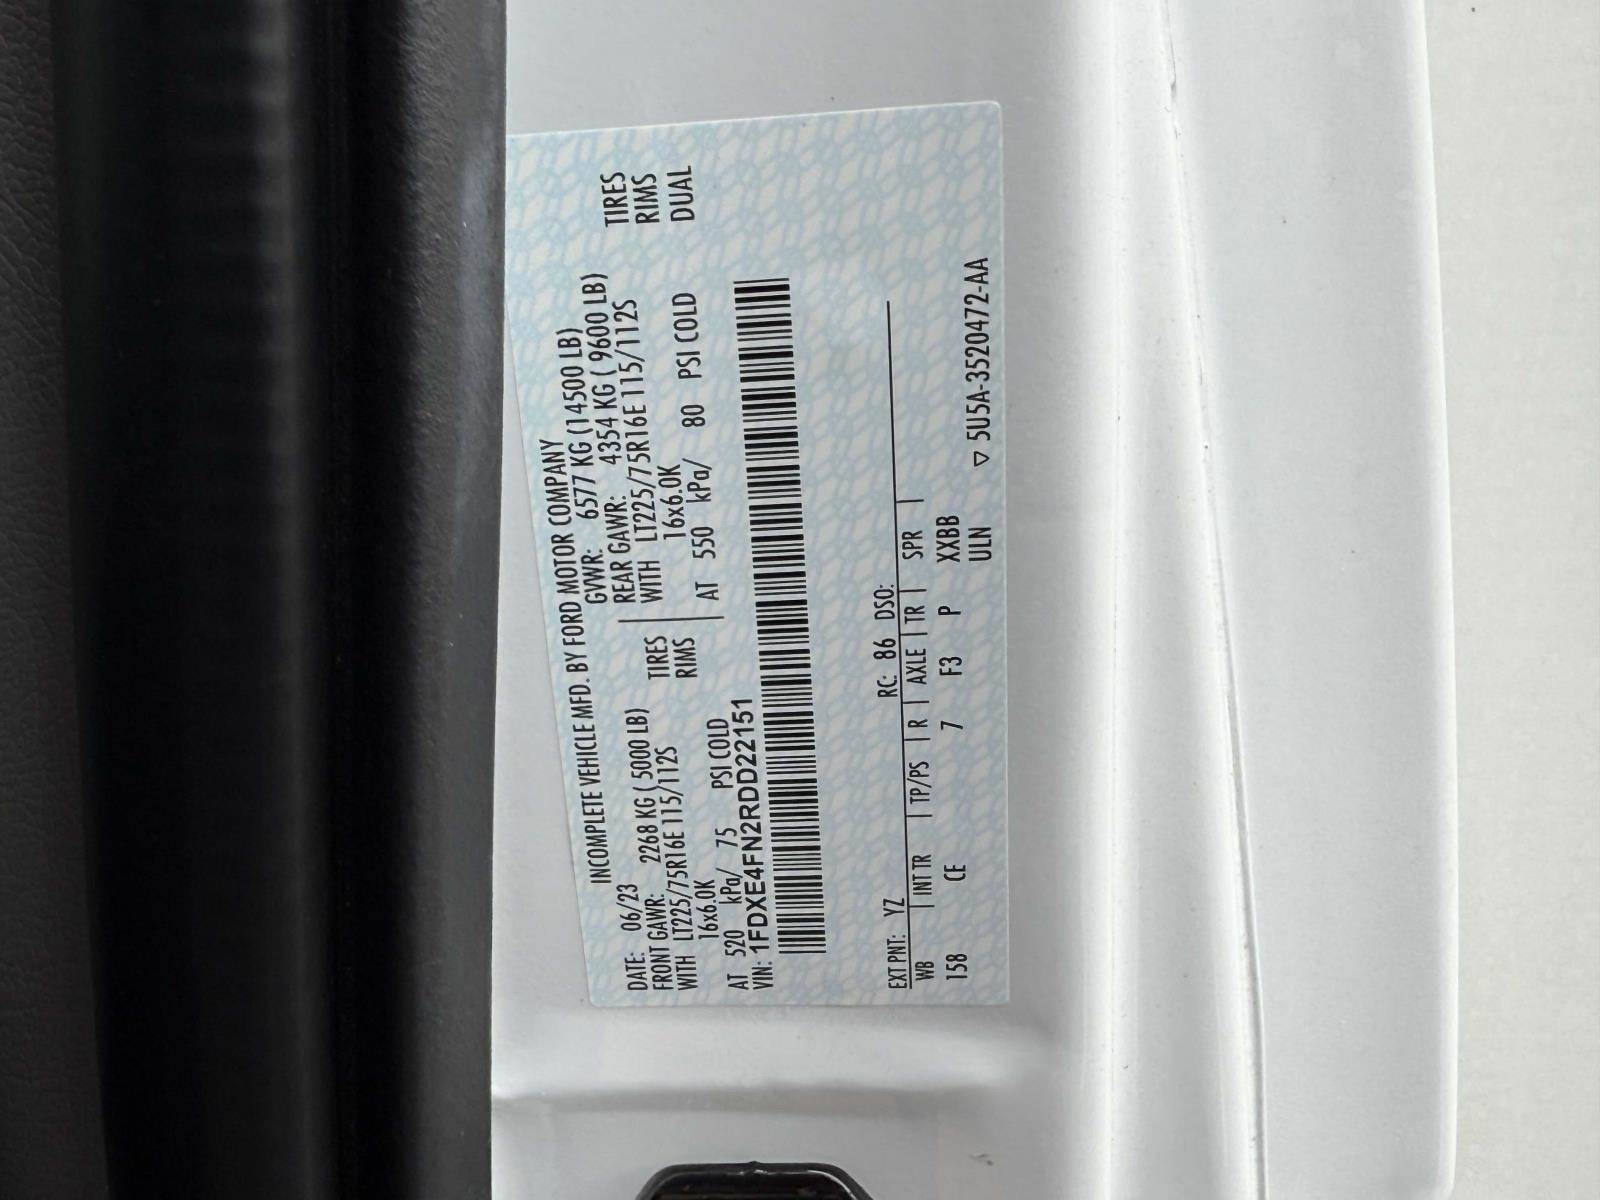 INCOMPLETE VEHICLE MFD. BY FORD MOTOR COMPANY
DATE: 06/23 GVWR: 6577 KG (14500 LB)
FRONT GAWR: 2268 KG ( 5000 LB) REAR GAWR: 4354 KG ( 9600 LB)
WITH LT225/75R16E 115/112S TIRES WITH LT225/75R16E 115/112S TIRES
16x6.0K RIMS 16x6.0K RIMS
AT 520 kPa/ 75 PSI COLD AT 550 kPa/ 80 PSI COLD DUAL
VIN: 1FDXE4FN2RDD22151
EXT PNT: YZ RC: 86 DSO:
WB | INT TR | TP/PS | R | AXLE | TR | SPR |
158 CE 7 F3 P XXBB
ULN ▽ 5U5A-3520472-AA